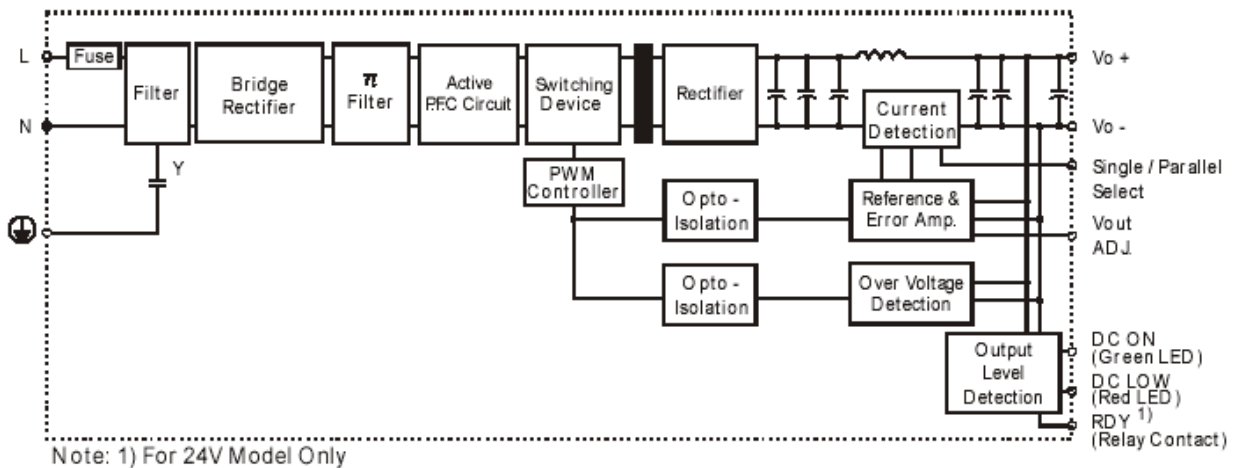 L
Fuse
Filter
Bridge
Rectifier
π
Filter
Active
P.F.C Circuit
Switching
Device
Rectifier
Vo +
N
Current
Detection
Vo -
Y
PWM
Controller
Single / Parallel
Select
Opto -
Isolation
Reference &
Error Amp.
Vout
ADJ.
Opto -
Isolation
Over Voltage
Detection
Output
Level
Detection
DC ON
(Green LED)
DC LOW
(Red LED)
RDY 1)
(Relay Contact)
Note: 1) For 24V Model Only